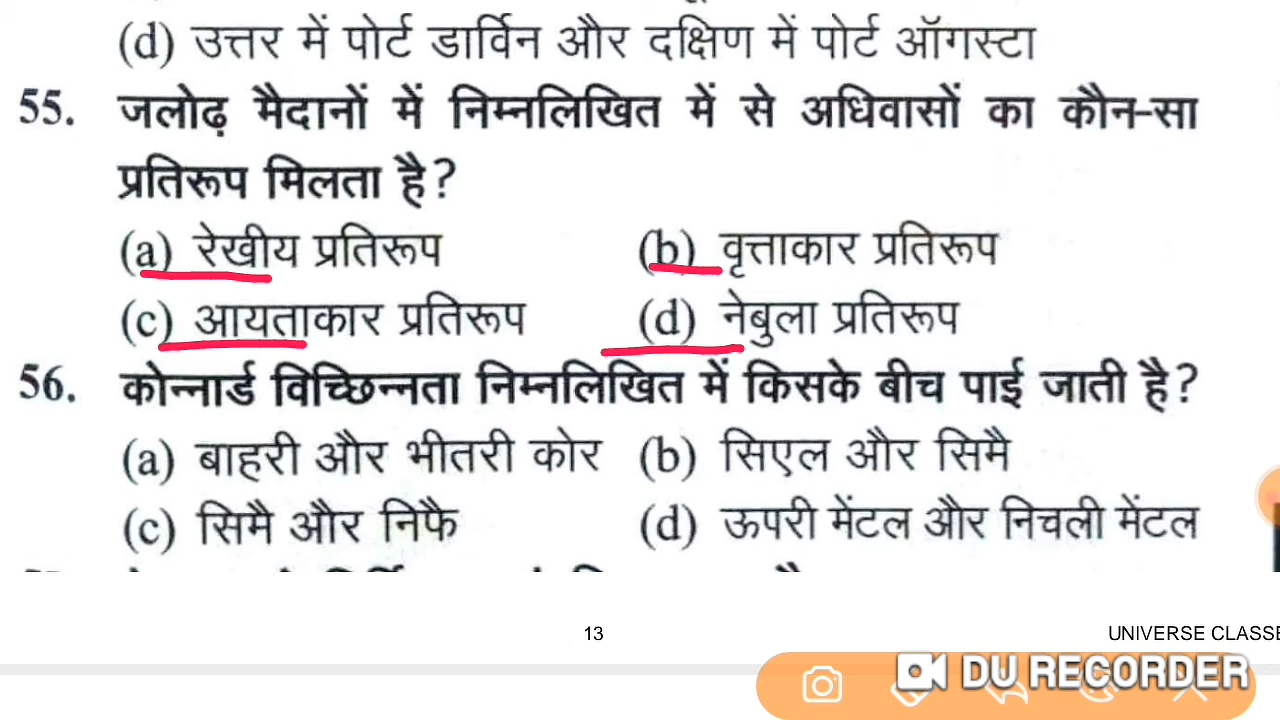 (d) उत्तर में पोर्ट डार्विन और दक्षिण में पोर्ट ऑगस्टा
55. जलोढ़ मैदानों में निम्नलिखित में से अधिवासों का कौन-सा
प्रतिरूप मिलता है?
(a) रेखीय प्रतिरूप (b) वृत्ताकार प्रतिरूप
(c) आयताकार प्रतिरूप (d) नेबुला प्रतिरूप
56. कोन्नार्ड विच्छिन्नता निम्नलिखित में किसके बीच पाई जाती है?
(a) बाहरी और भीतरी कोर (b) सिएल और सिमै
(c) सिमै और निफै (d) ऊपरी मेंटल और निचली मेंटल
13 UNIVERSE CLASSE
DU RECORDER